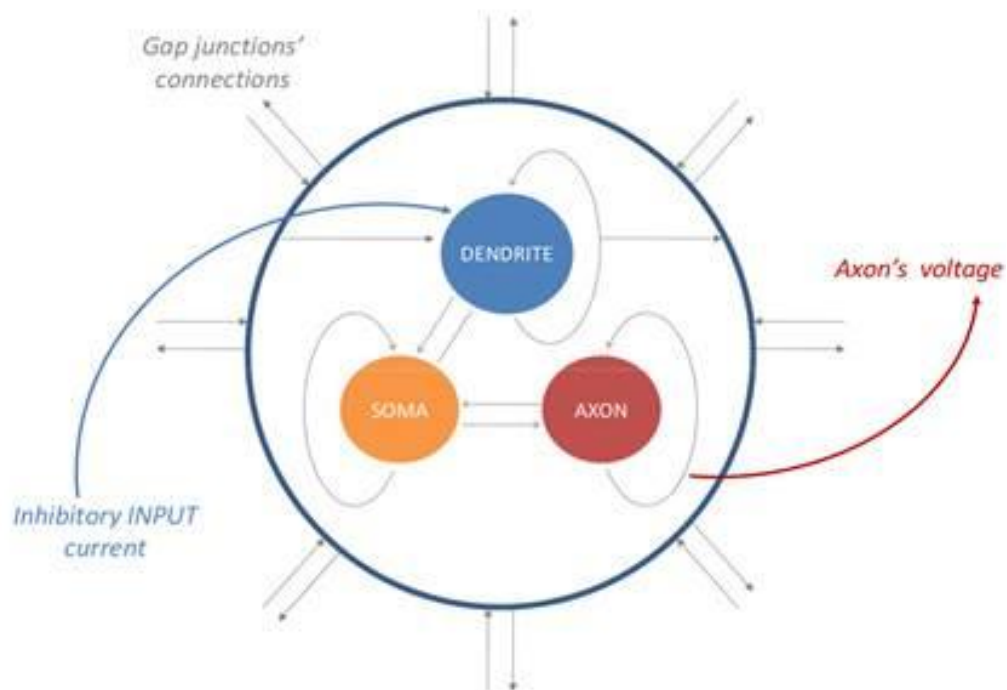 Gap junctions'
connections
DENDRITE
Axon's voltage
SOMA
AXON
Inhibitory INPUT
current